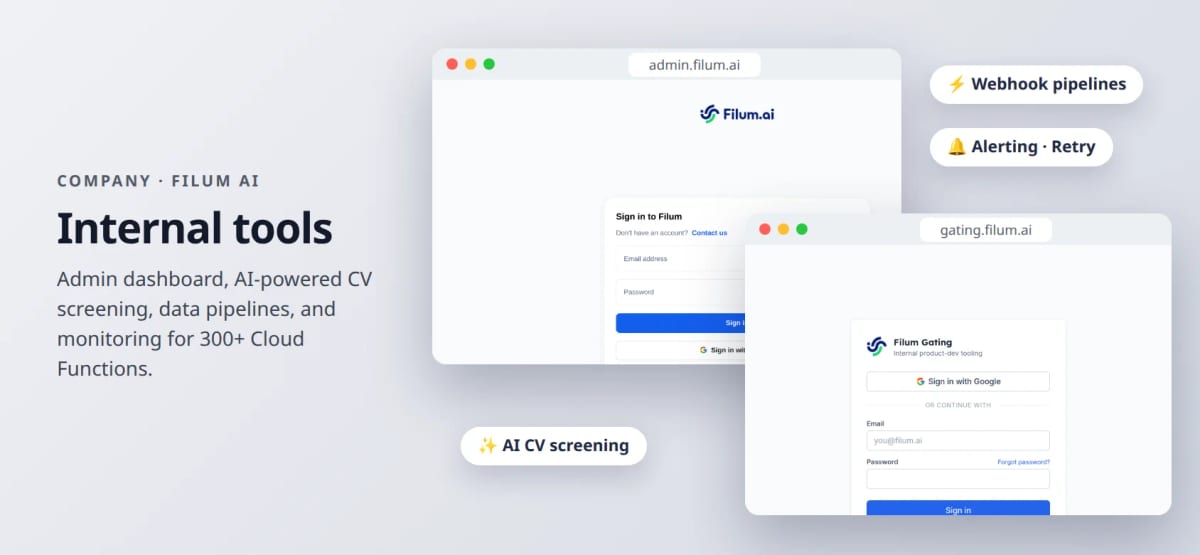 COMPANY · FILUM AI
Internal tools
Admin dashboard, AI-powered CV
screening, data pipelines, and
monitoring for 300+ Cloud
Functions.
admin.filum.ai
Filum.ai
Sign in to Filum
Don't have an account? Contact us
Email address
Password
Sign
Sign in
⚡ Webhook pipelines
🔔 Alerting · Retry
✨ AI CV screening
gating.filum.ai
Filum Gating
Internal product-dev tooling
Sign in with Google
OR CONTINUE WITH
Email
you@filum.ai
Password Forgot password?
Sign in